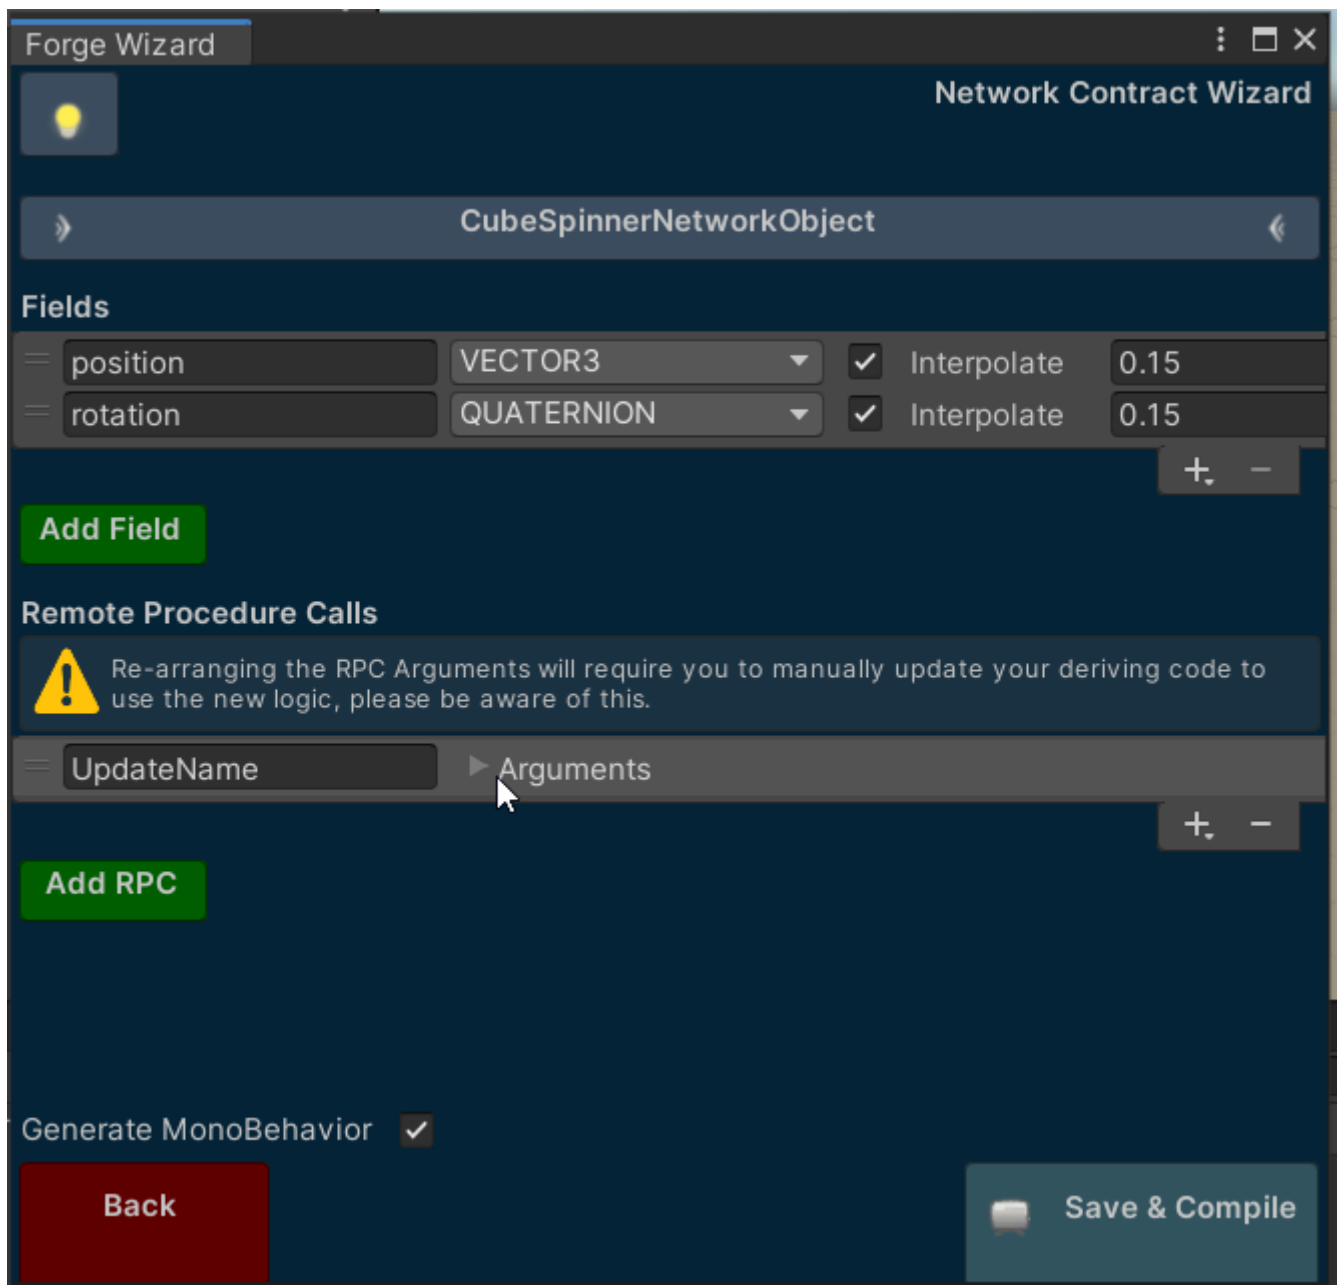 Forge Wizard
Network Contract Wizard
CubeSpinnerNetworkObject
Fields
position VECTOR3 Interpolate 0.15
rotation QUATERNION Interpolate 0.15
Add Field
Remote Procedure Calls
Re-arranging the RPC Arguments will require you to manually update your deriving code to
use the new logic, please be aware of this.
UpdateName Arguments
Add RPC
Generate MonoBehavior
Back Save & Compile